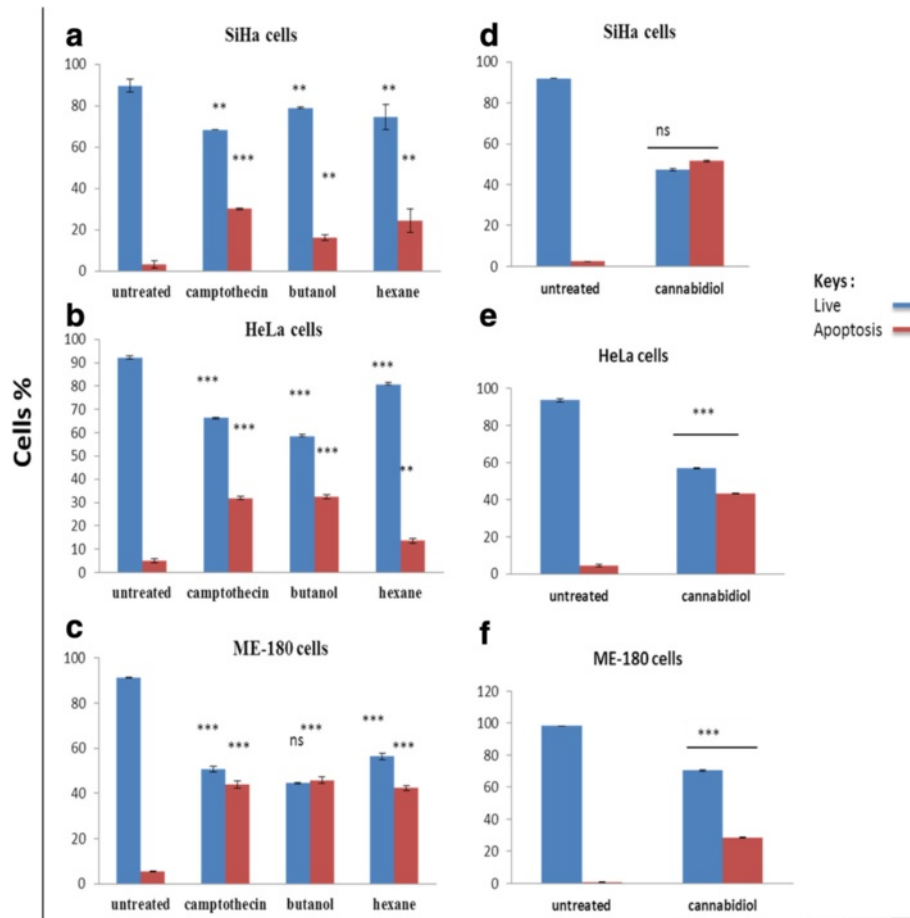 Cells %
a
SiHa cells
100
80
60
40
20
0
**
***
**
**
**
**
untreated camptothecin butanol hexane
b
HeLa cells
100
90
80
70
60
50
40
30
20
10
0
***
***
***
***
***
**
untreated camptothecin butanol hexane
c
ME-180 cells
100
80
60
40
20
0
***
***
ns
***
***
***
untreated camptothecin butanol hexane
d
SiHa cells
100
80
60
40
20
0
ns
untreated cannabidiol
Keys :
Live
Apoptosis
e
HeLa cells
100
80
60
40
20
0
***
untreated cannabidiol
f
ME-180 cells
120
100
80
60
40
20
0
***
untreated cannabidiol